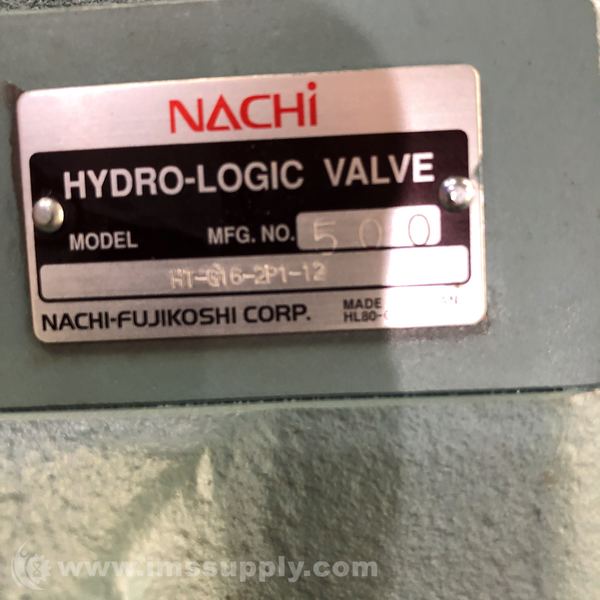 NACHi
HYDRO-LOGIC VALVE
MODEL MFG. NO. 500
HT-G16-2P1-12
NACHI-FUJIKOSHI CORP. MADE
www.imssupply.com